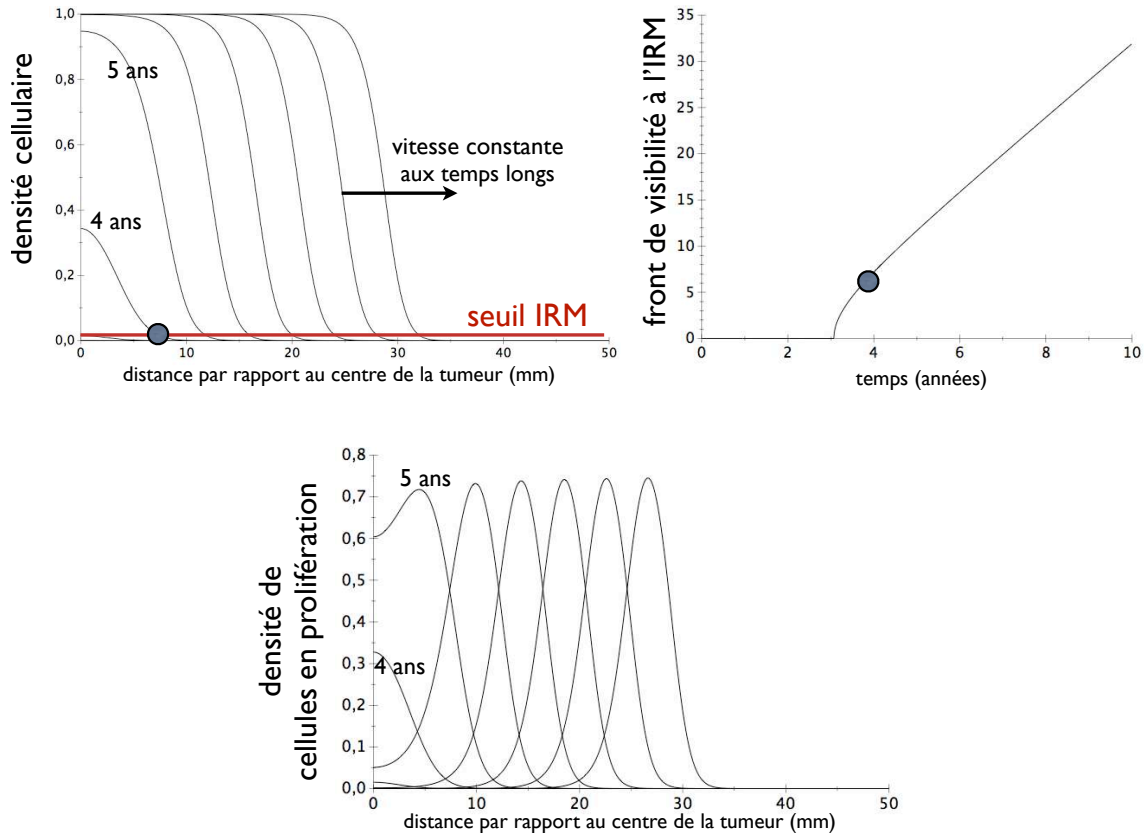 densité cellulaire
1,0
0,8
0,6
0,4
0,2
0,0
0
10
20
30
40
50
5 ans
4 ans
vitesse constante
aux temps longs
seuil IRM
distance par rapport au centre de la tumeur (mm)
front de visibilité à l'IRM
35
30
25
20
15
10
5
0
0
2
4
6
8
10
temps (années)
densité de
cellules en prolifération
0,8
0,7
0,6
0,5
0,4
0,3
0,2
0,1
0,0
0
10
20
30
40
50
5 ans
4 ans
distance par rapport au centre de la tumeur (mm)